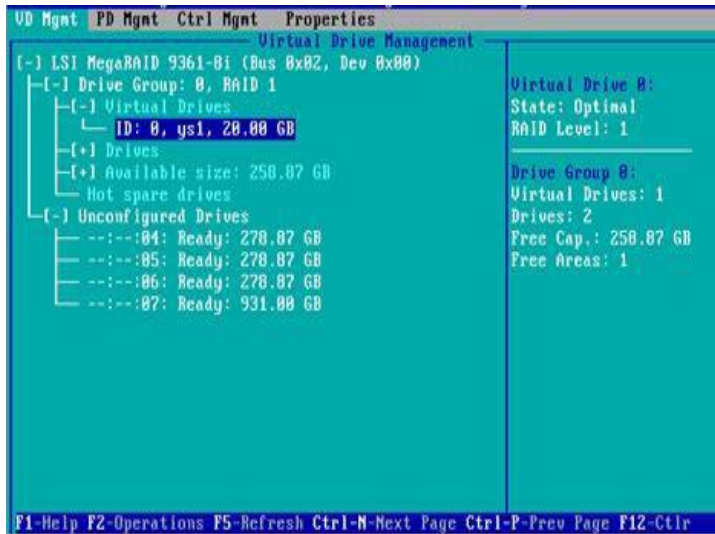 VD Mgmt PD Mgmt Ctrl Mgmt Properties
Virtual Drive Management
[-] LSI MegaRAID 9361-8i (Bus 0x02, Dev 0x00)
[-] Drive Group: 0, RAID 1
[-] Virtual Drives
ID: 0, ys1, 20.00 GB
[+] Drives
[+] Available size: 258.87 GB
Hot spare drives
[-] Unconfigured Drives
--:--:04: Ready: 278.87 GB
--:--:05: Ready: 278.87 GB
--:--:06: Ready: 278.87 GB
--:--:07: Ready: 931.00 GB
Virtual Drive 0:
State: Optimal
RAID Level: 1
Drive Group 0:
Virtual Drives: 1
Drives: 2
Free Cap.: 258.87 GB
Free Areas: 1
F1-Help F2-Operations F5-Refresh Ctrl-N-Next Page Ctrl-P-Prev Page F12-Ctlr